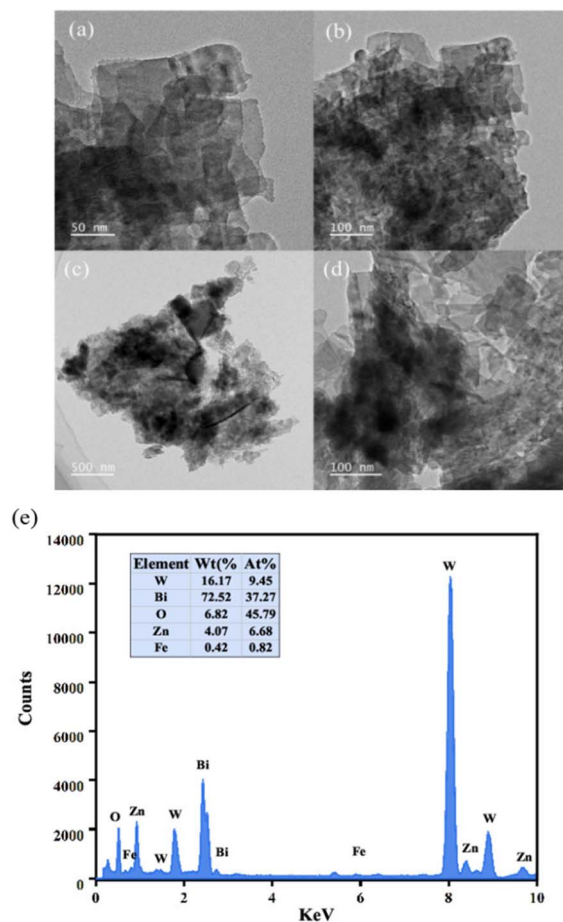 (a)
50 nm
(b)
100 nm
(c)
500 nm
(d)
100 nm
(e)
14000
12000
10000
8000
6000
4000
2000
0
Counts
Element Wt(% At%
W 16.17 9.45
Bi 72.52 37.27
O 6.82 45.79
Zn 4.07 6.68
Fe 0.42 0.82
O
Fe
Zn
W
W
Bi
Bi
Fe
W
Zn
W
Zn
0 2 4 6 8 10
KeV